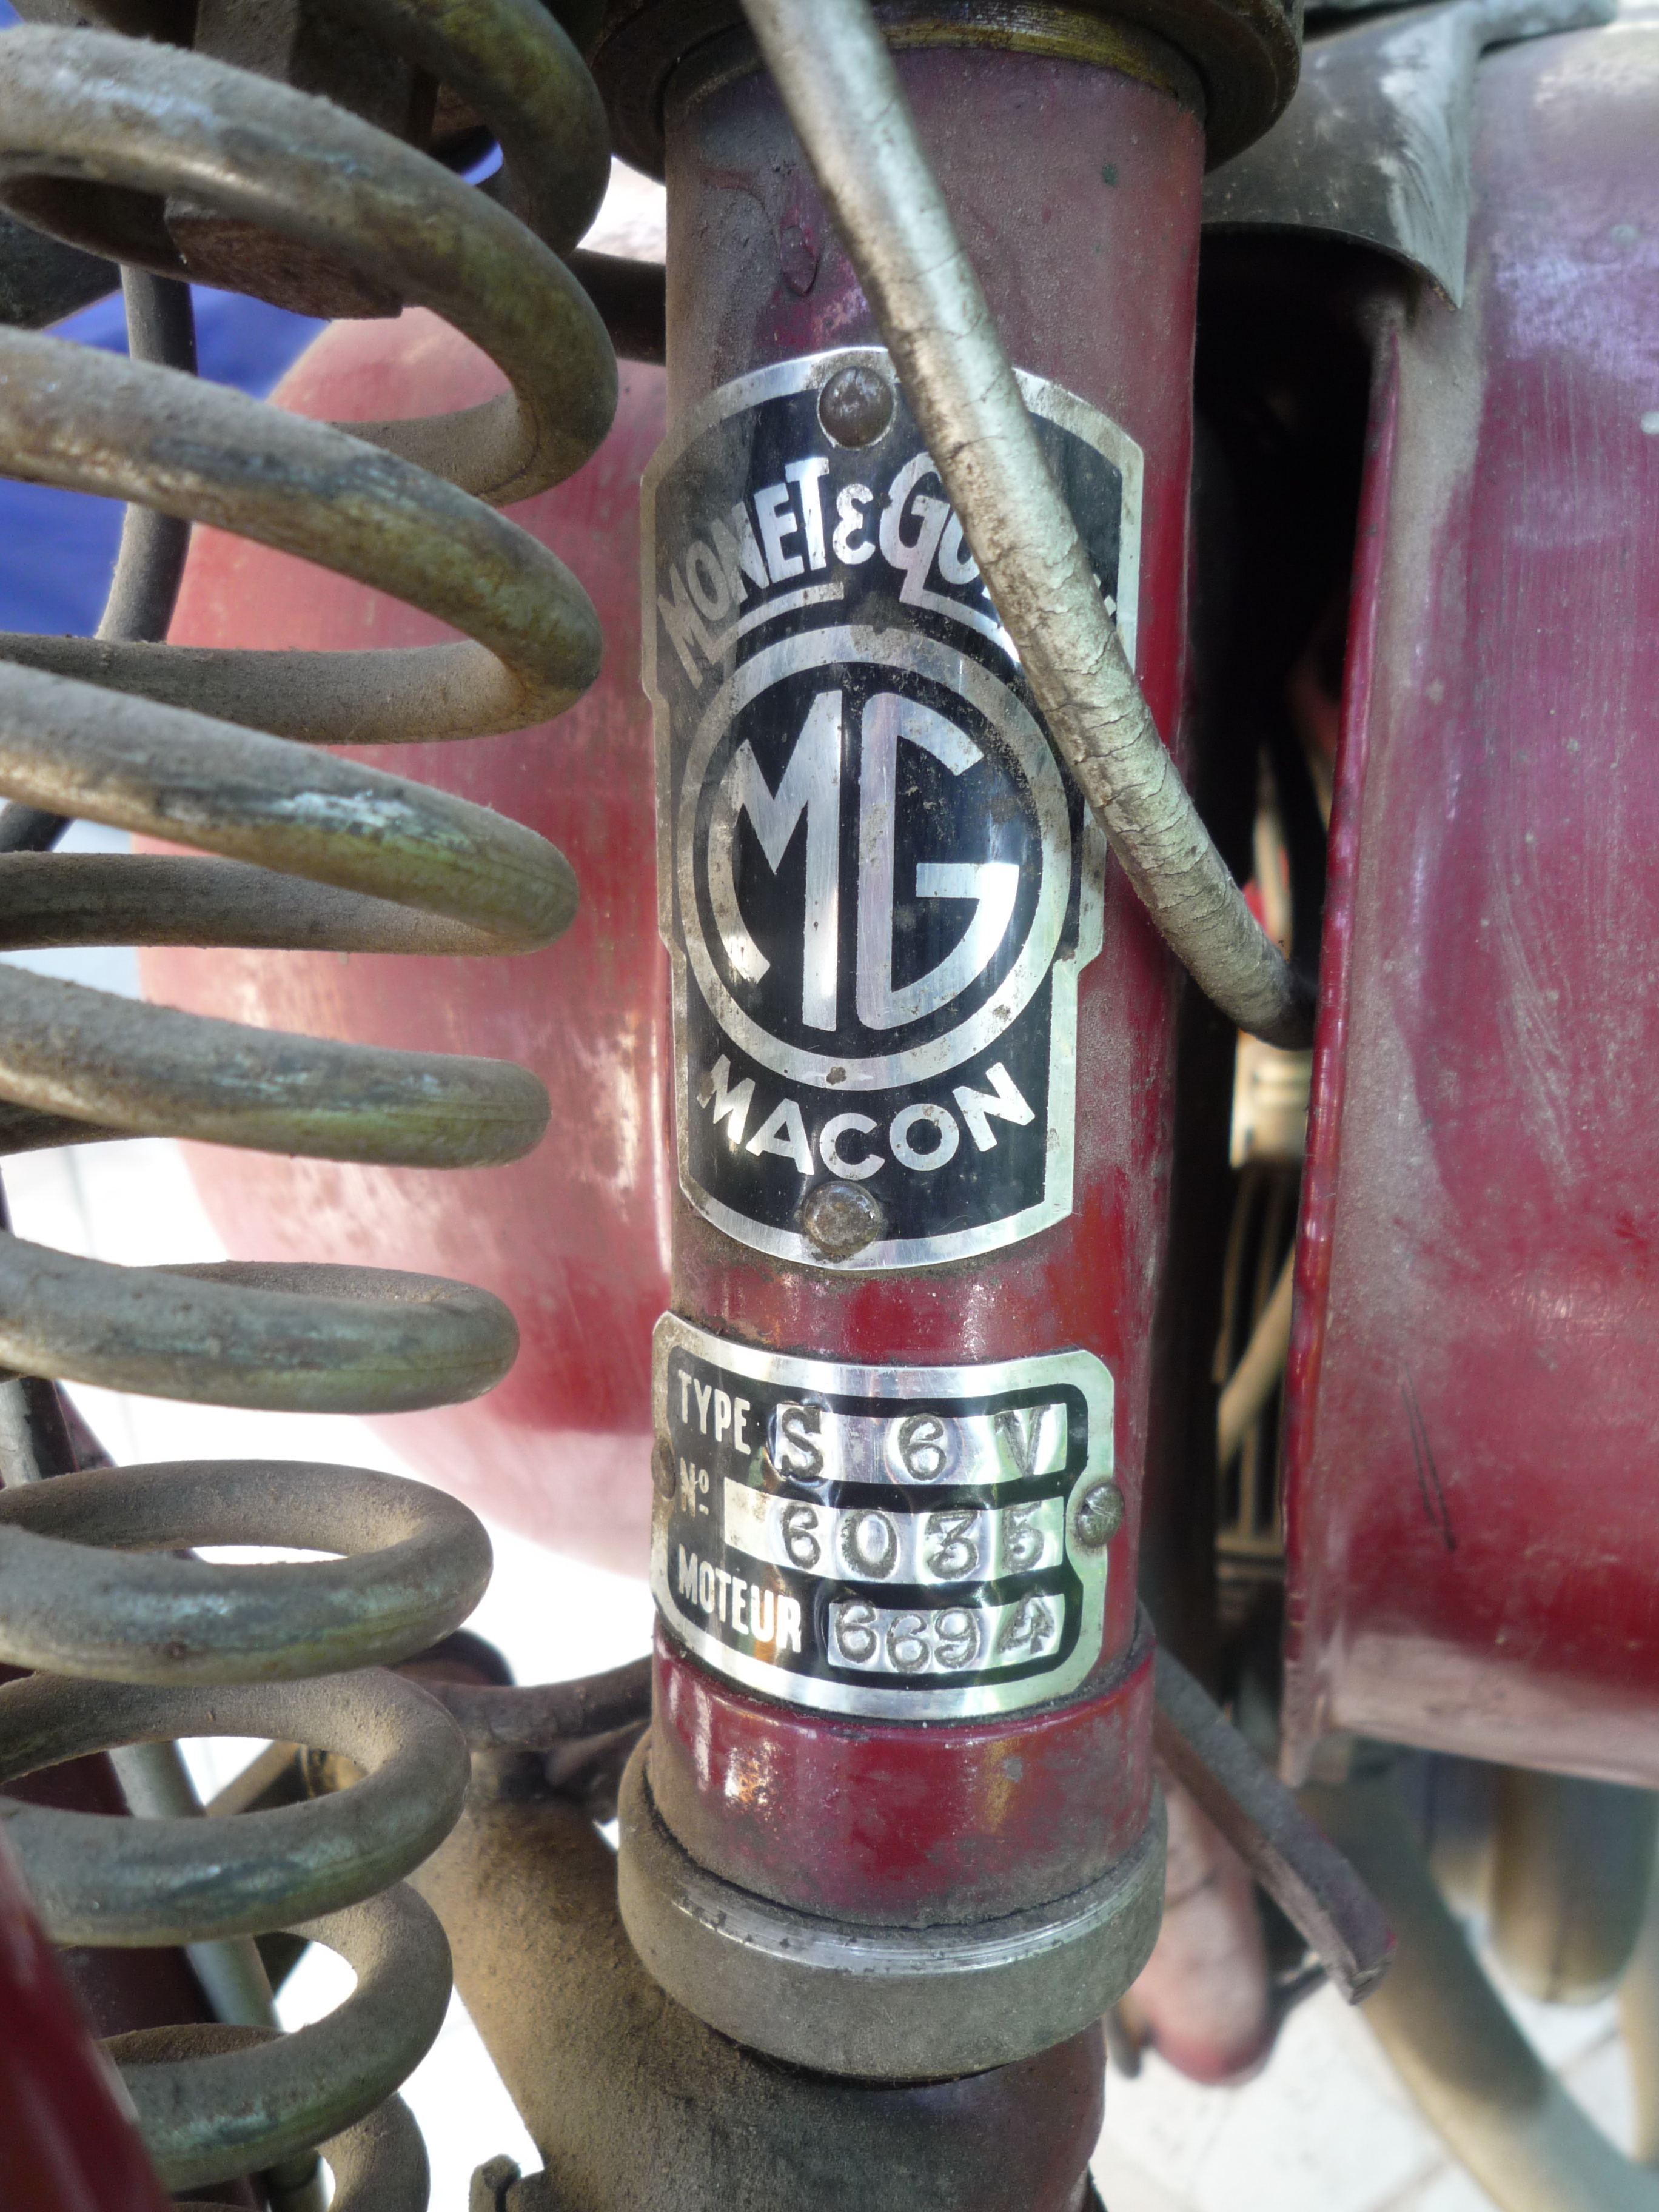 MONET & GO
MG
MACON
TYPE S 6 V
Nº 6035
MOTEUR 6694